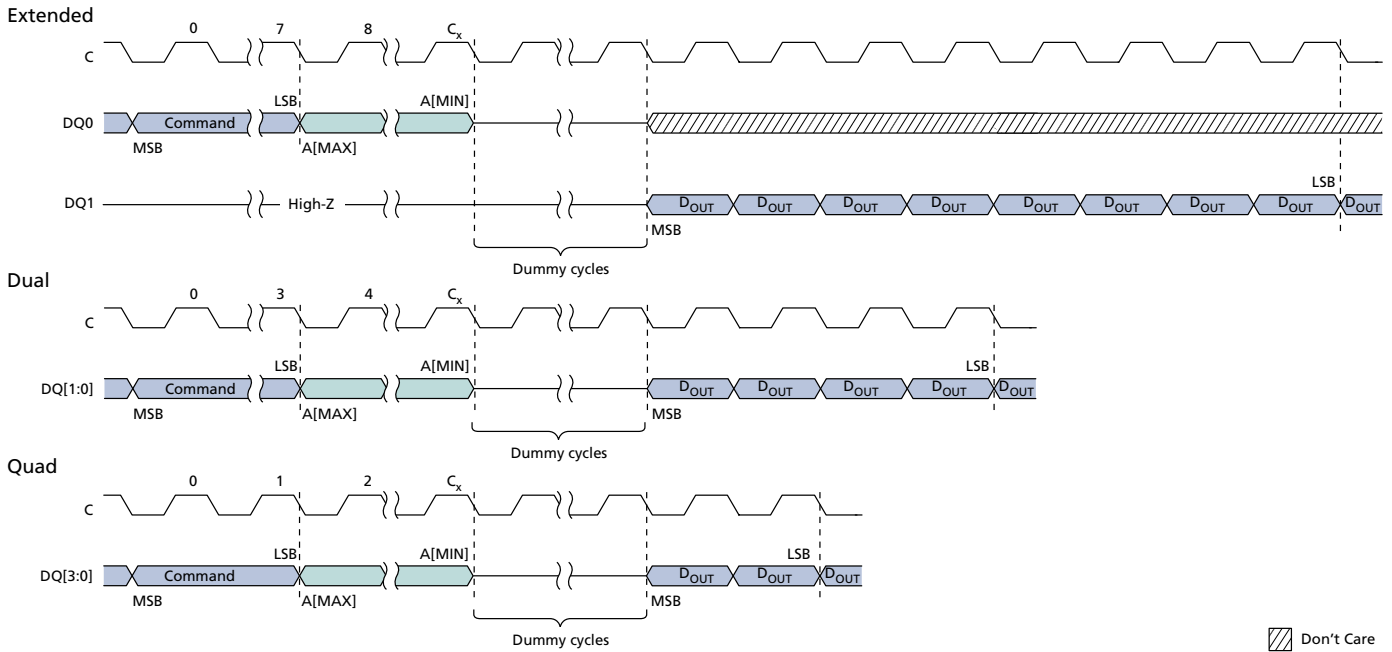 Extended
0 7 8 Cx
C
LSB A[MIN]
DQ0 Command
MSB A[MAX]
LSB
DQ1 High-Z DOUT DOUT DOUT DOUT DOUT DOUT DOUT DOUT DOUT
MSB
Dummy cycles
Dual
0 3 4 Cx
C
LSB A[MIN] LSB
DQ[1:0] Command DOUT DOUT DOUT DOUT DOUT
MSB A[MAX] MSB
Dummy cycles
Quad
0 1 2 Cx
C
LSB A[MIN] LSB
DQ[3:0] Command DOUT DOUT DOUT
MSB A[MAX] MSB
Dummy cycles
Don't Care